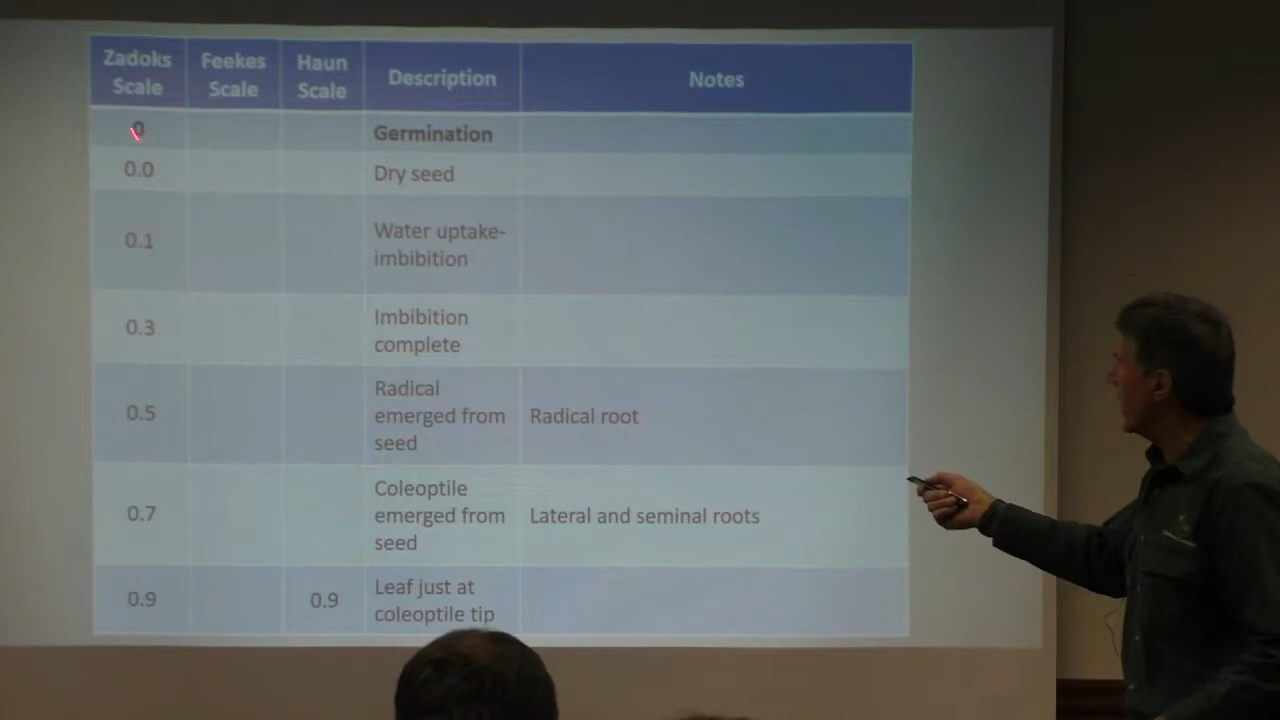 Zadoks Scale Feekes Scale Haun Scale Description Notes
0 Germination
0.0 Dry seed
0.1 Water uptake-
imbibition
0.3 Imbibition
complete
0.5 Radical
emerged from Radical root
seed
0.7 Coleoptile
emerged from Lateral and seminal roots
seed
0.9 0.9 Leaf just at
coleoptile tip